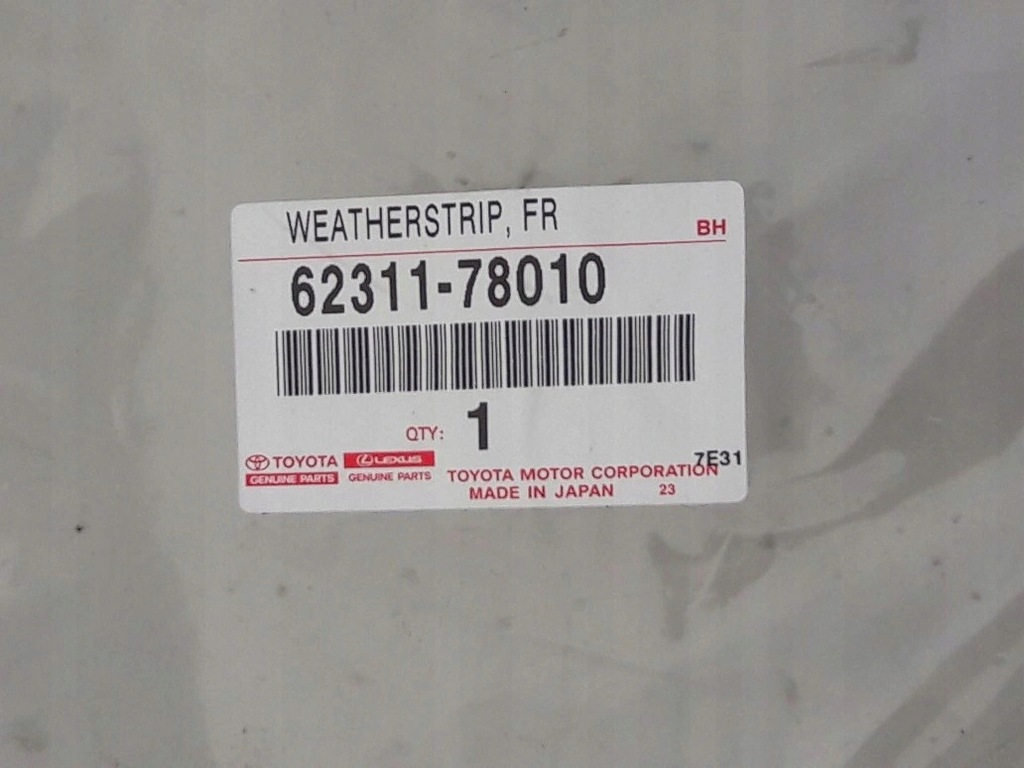 WEATHERSTRIP, FR
BH
62311-78010
QTY: 1
7E31
TOYOTA LEXUS
GENUINE PARTS GENUINE PARTS
TOYOTA MOTOR CORPORATION
MADE IN JAPAN 23